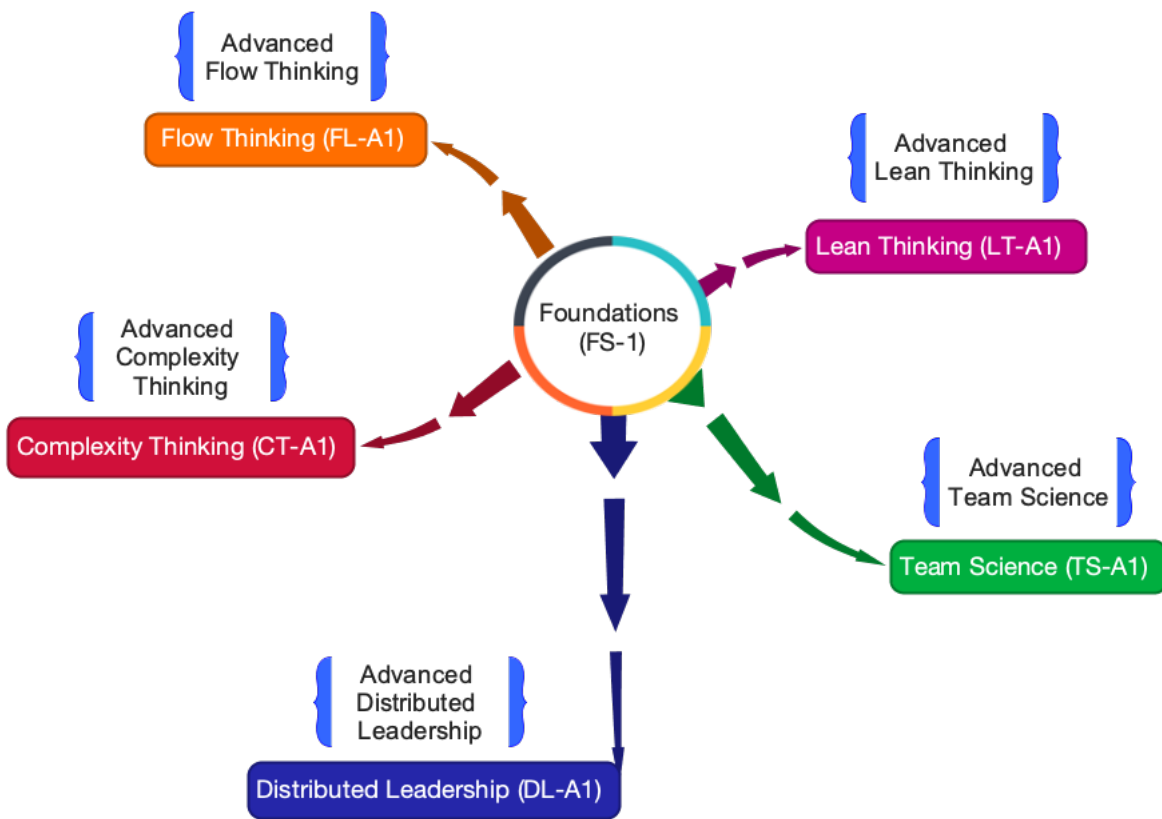 Advanced
Flow Thinking
Flow Thinking (FL-A1)
Advanced
Lean Thinking
Lean Thinking (LT-A1)
Foundations
(FS-1)
Advanced
Complexity
Thinking
Complexity Thinking (CT-A1)
Advanced
Team Science
Team Science (TS-A1)
Advanced
Distributed
Leadership
Distributed Leadership (DL-A1)